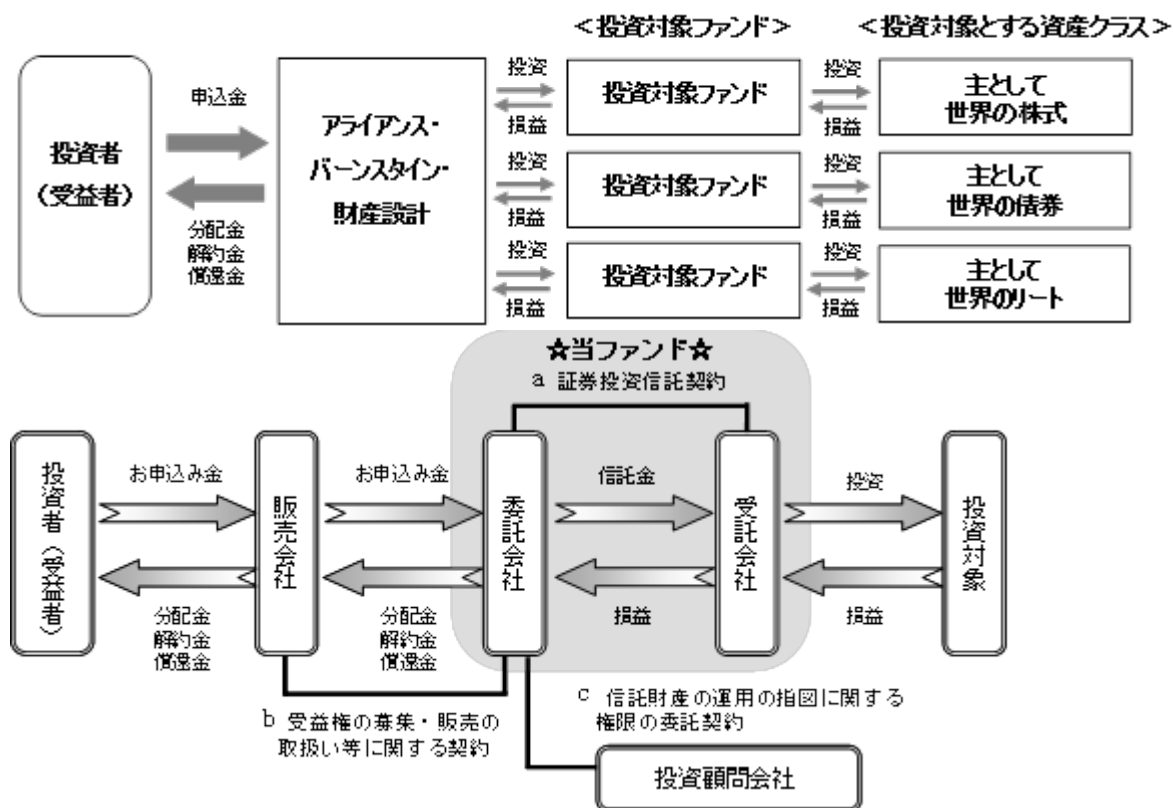 ＜投資対象ファンド＞
＜投資対象とする資産クラス＞
投資者
（受益者）
申込金
分配金
解約金
償還金
アライアンス・
バーンスタイン・
財産設計
投資
損益
投資対象ファンド
投資
損益
主として
世界の株式
投資
損益
投資対象ファンド
投資
損益
主として
世界の債券
投資
損益
投資対象ファンド
投資
損益
主として
世界のリート
☆当ファンド☆
a 証券投資信託契約
投資者（受益者）
お申込み金
分配金
解約金
償還金
販売会社
お申込み金
分配金
解約金
償還金
委託会社
信託金
損益
受託会社
投資
損益
投資対象
b 受益権の募集・販売の
取扱い等に関する契約
c 信託財産の運用の指図に関する
権限の委託契約
投資顧問会社